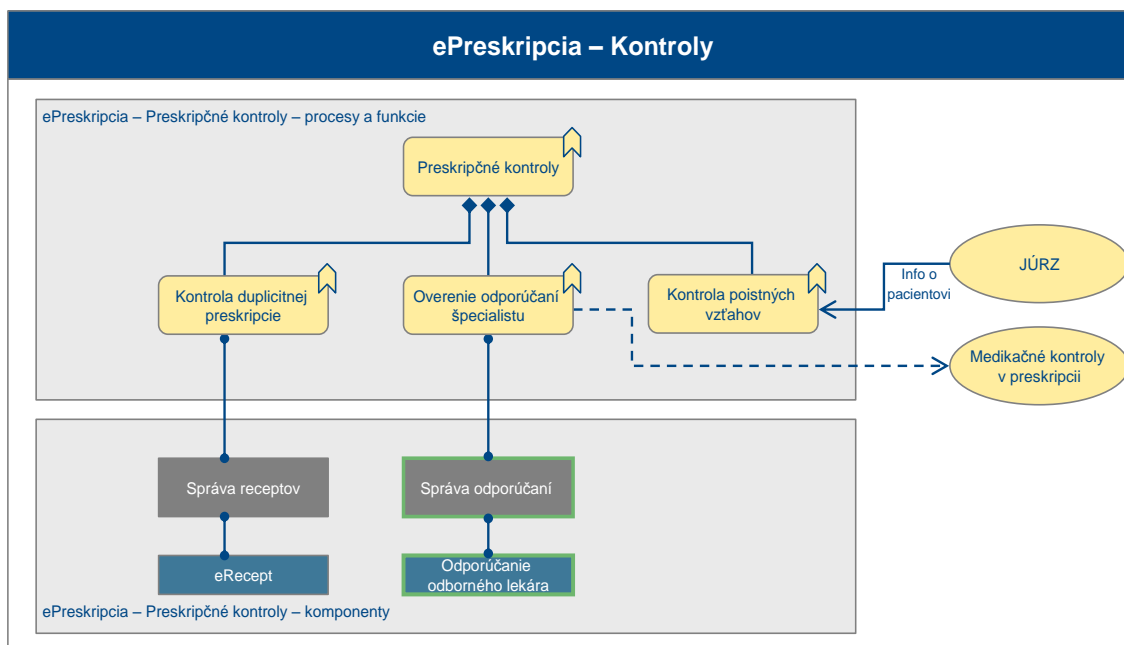 ePreskripcia – Kontroly
ePreskripcia – Preskripčné kontroly – procesy a funkcie
Preskripčné kontroly
Kontrola duplicitnej
preskripcie
Overenie odporúčaní
špecialistu
Kontrola poistných
vzťahov
Info o
pacientovi
JÚRZ
Medikačné kontroly
v preskripcii
Správa receptov
Správa odporúčaní
eRecept
Odporúčanie
odborného lekára
ePreskripcia – Preskripčné kontroly – komponenty